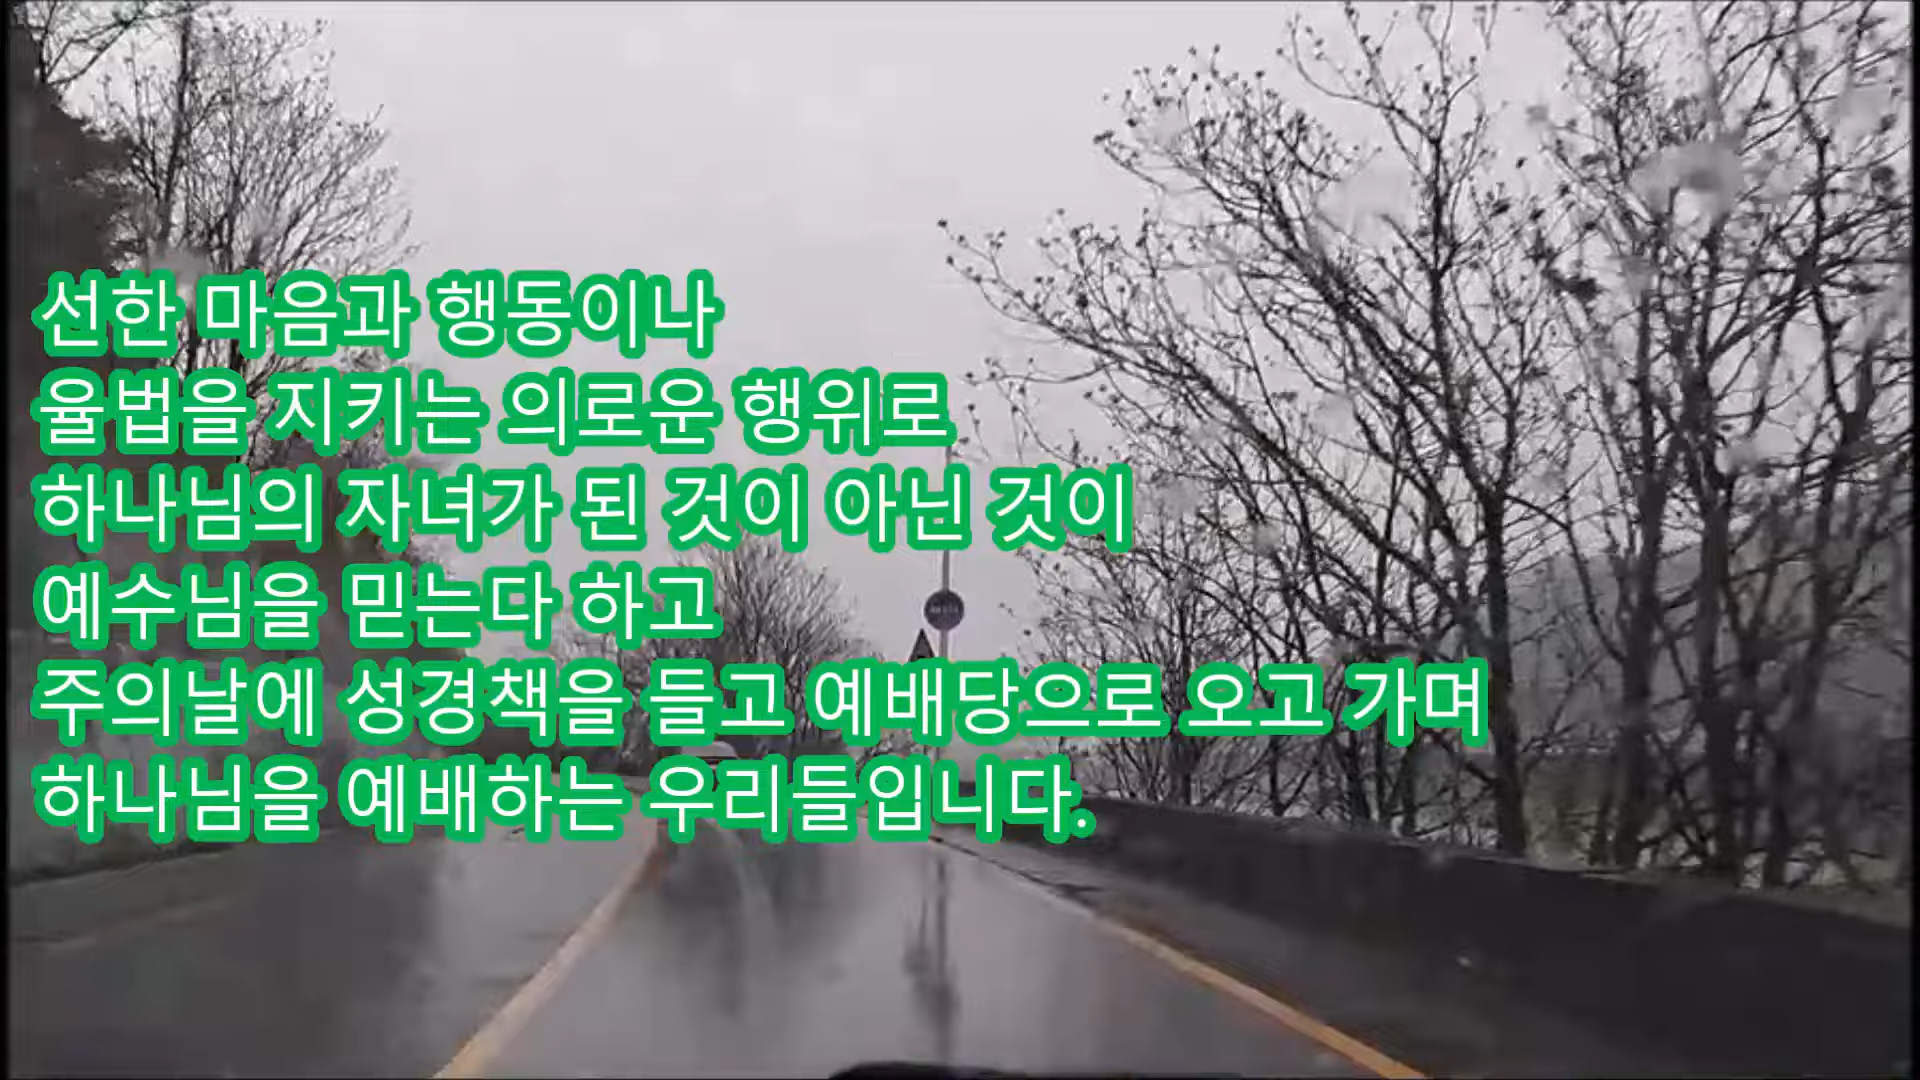 선한 마음과 행동이나
율법을 지키는 의로운 행위로
하나님의 자녀가 된 것이 아닌 것이
예수님을 믿는다 하고
주의날에 성경책을 들고 예배당으로 오고 가며
하나님을 예배하는 우리들입니다.